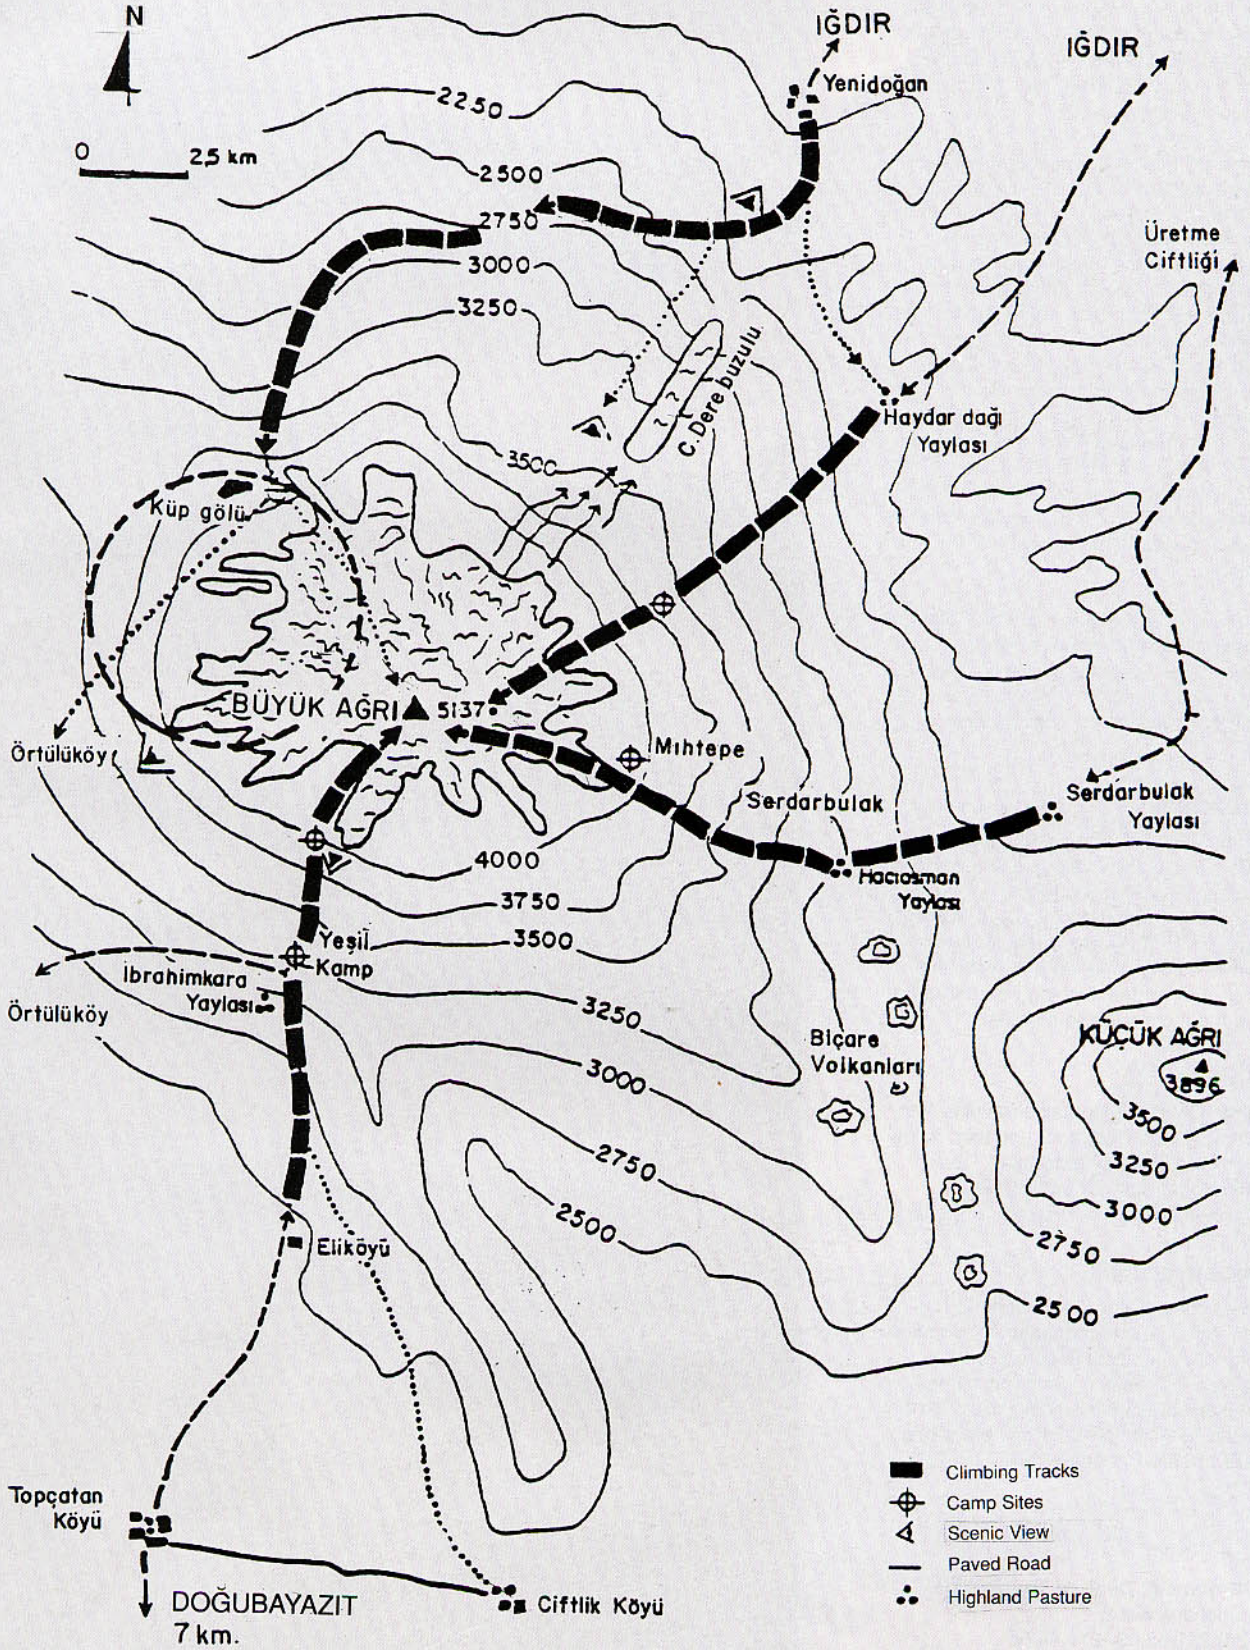 N
0 2,5 km
IĞDIR
IĞDIR
Yenidoğan
2250
2500
2750
3000
3250
3500
Üretme
Ciftliği
C.Dere buzulu
Haydar dağı
Yaylası
Küp gölü
BÜYÜK AĞRI 5137
Örtülüköy
Mıhtepe
Serdarbulak
Serdarbulak
Yaylası
Hacıosman
Yaylası
4000
3750
3500
Yeşil
Kamp
İbrahimkara
Yaylası
Örtülüköy
3250
3000
2750
2500
Biçare
Volkanları
KÜÇÜK AĞRI
3896
3500
3250
3000
2750
2500
Eliköyü
Topçatan
Köyü
DOĞUBAYAZIT
7 km.
Ciftlik Köyü
Climbing Tracks
Camp Sites
Scenic View
Paved Road
Highland Pasture